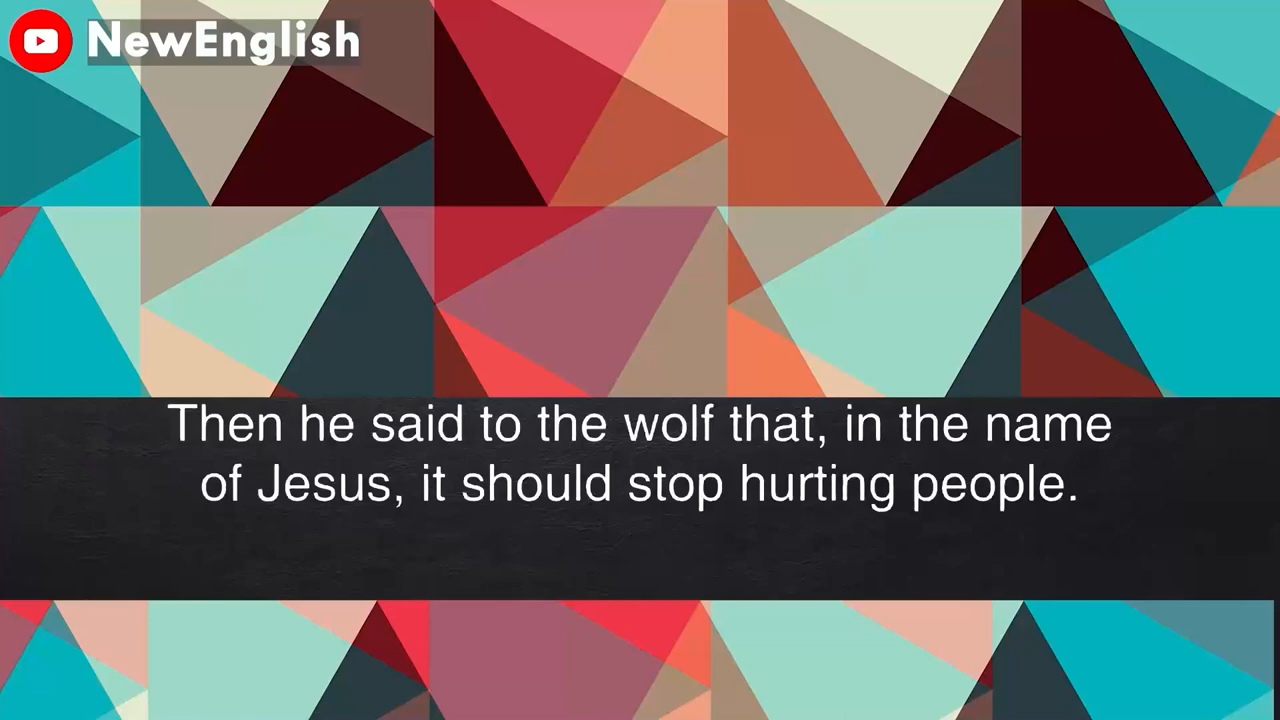 NewEnglish
Then he said to the wolf that, in the name
of Jesus, it should stop hurting people.